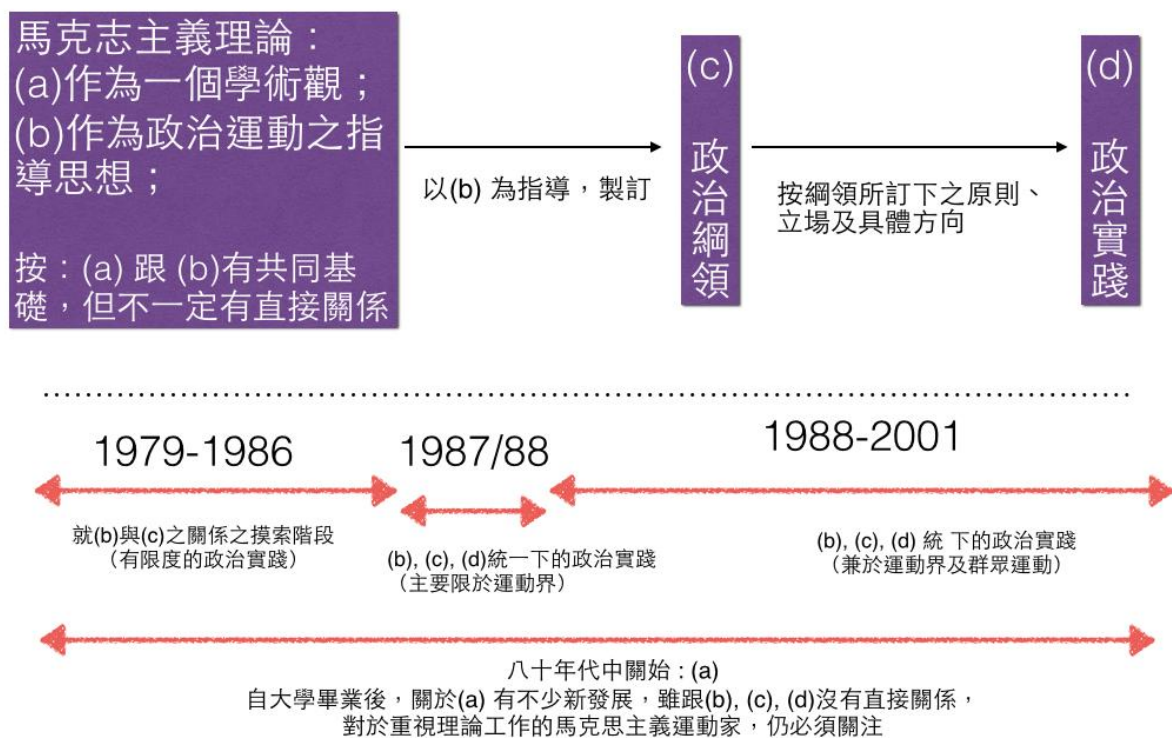 馬克志主義理論：
(a)作為一個學術觀；
(b)作為政治運動之指
導思想；
按：(a) 跟 (b)有共同基
礎，但不一定有直接關係
以(b) 為指導，製訂
(c)
政治綱領
按綱領所訂下之原則、
立場及具體方向
(d)
政治實踐
1979-1986
1987/88
1988-2001
就(b)與(c)之關係之摸索階段
（有限度的政治實踐）
(b), (c), (d)統一下的政治實踐
（主要限於運動界）
(b), (c), (d) 統 下的政治實踐
（兼於運動界及群眾運動）
八十年代中開始 : (a)
自大學畢業後，關於(a) 有不少新發展，雖跟(b), (c), (d)沒有直接關係，
對於重視理論工作的馬克思主義運動家，仍必須關注